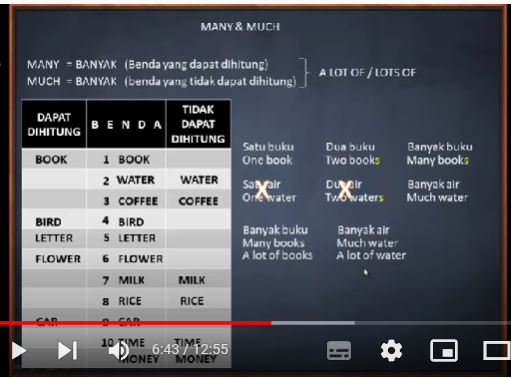 MANY & MUCH
MANY = BANYAK (Benda yang dapat dihitung)
MUCH = BANYAK (benda yang tidak dapat dihitung)
A LOT OF / LOTS OF
DAPAT DIHITUNG B E N D A TIDAK DAPAT DIHITUNG
BOOK 1 BOOK
2 WATER WATER
3 COFFEE COFFEE
BIRD 4 BIRD
LETTER 5 LETTER
FLOWER 6 FLOWER
7 MILK MILK
8 RICE RICE
CAR 9 CAR
10 TIME TIME
MONEY MONEY
Satu buku Dua buku Banyak buku
One book Two books Many books
Satu air Dua air Banyak air
One water Two waters Much water
Banyak buku Banyak air
Many books Much water
A lot of books A lot of water
6:43 / 12:55